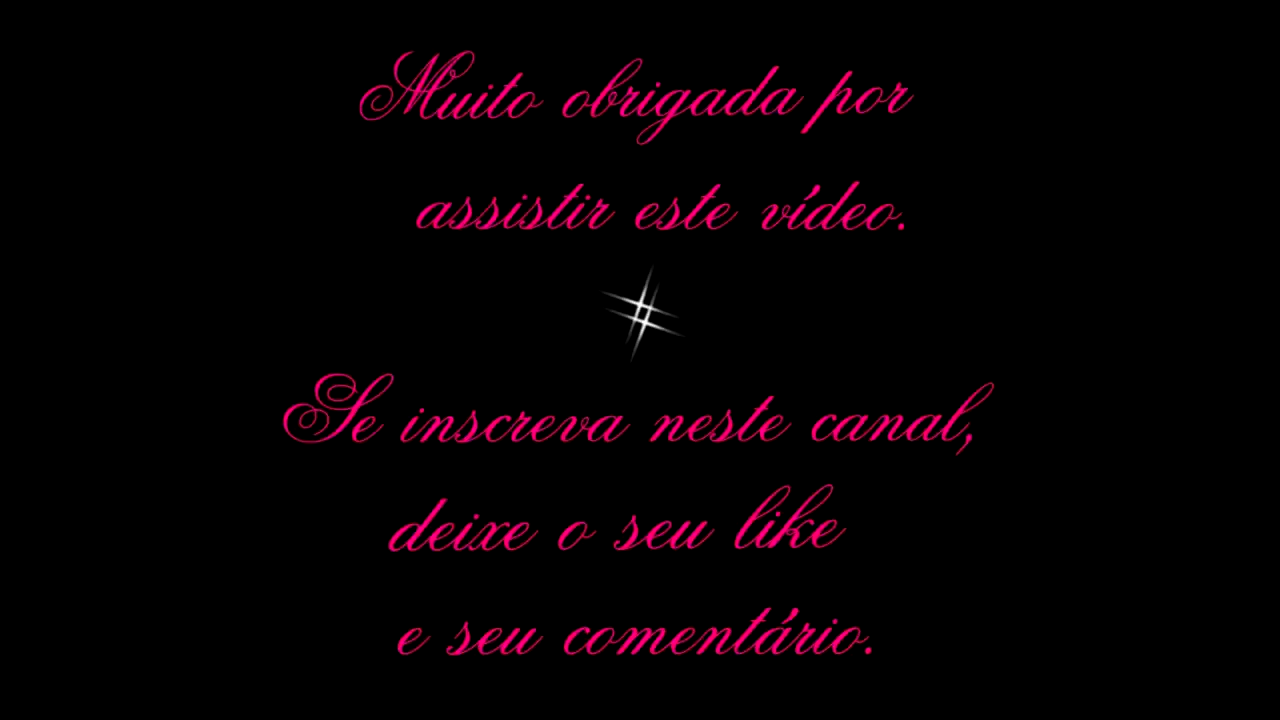 Muito obrigada por
assistir este vídeo.
Se inscreva neste canal,
deixe o seu like
e seu comentário.